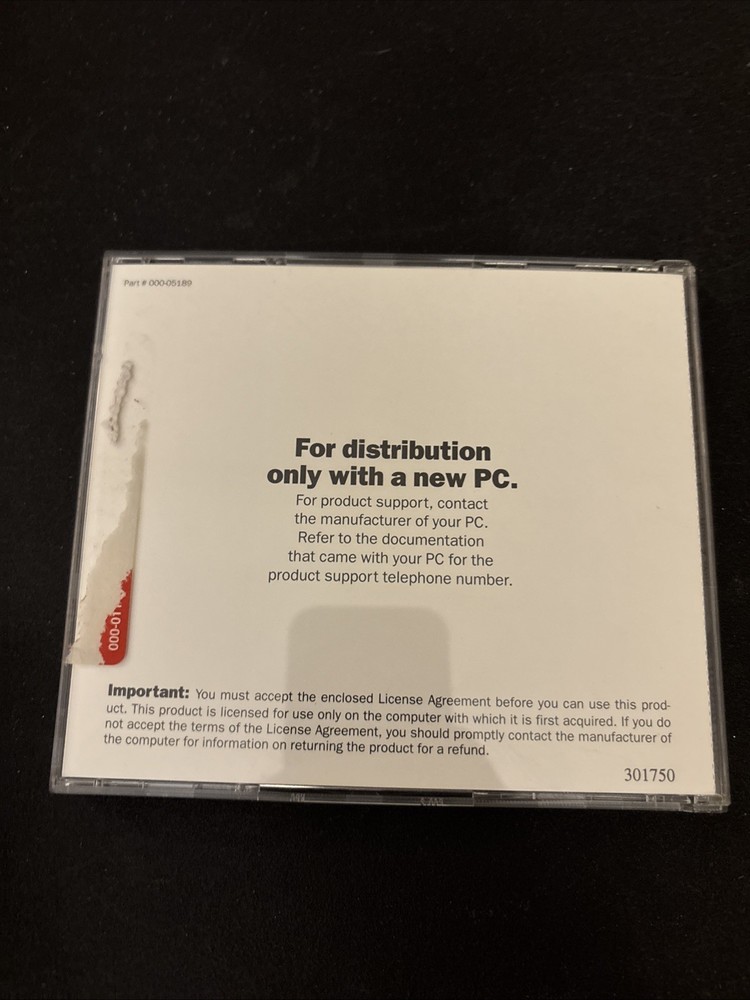 Part # 000-05189
For distribution
only with a new PC.
For product support, contact
the manufacturer of your PC.
Refer to the documentation
that came with your PC for the
product support telephone number.
000-01
Important: You must accept the enclosed License Agreement before you can use this prod-
uct. This product is licensed for use only on the computer with which it is first acquired. If you do
not accept the terms of the License Agreement, you should promptly contact the manufacturer of
the computer for information on returning the product for a refund.
301750